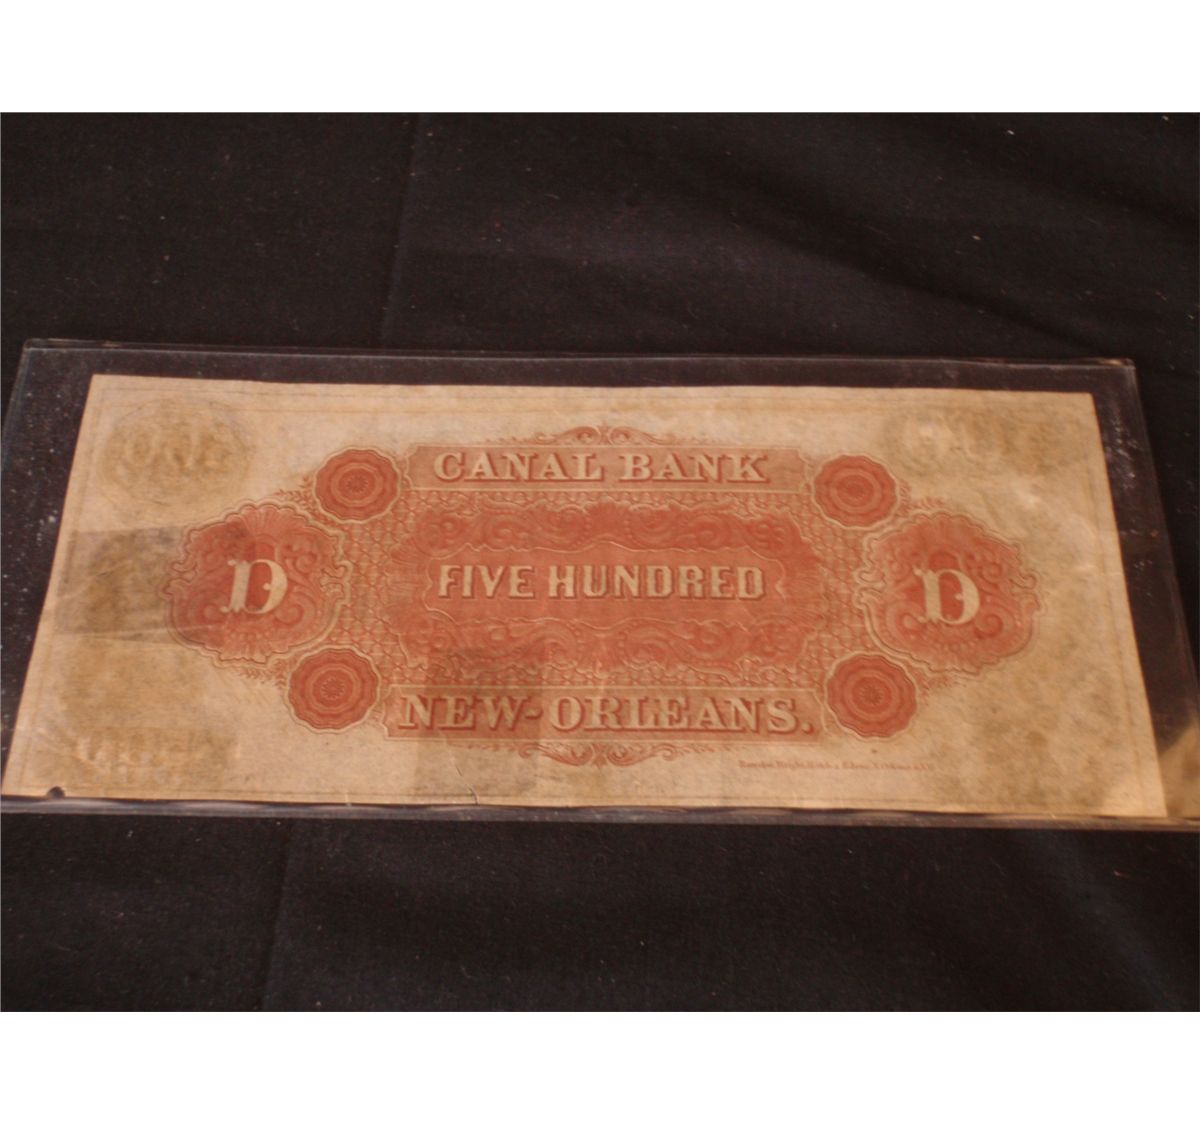 CANAL BANK
D FIVE HUNDRED D
NEW-ORLEANS.